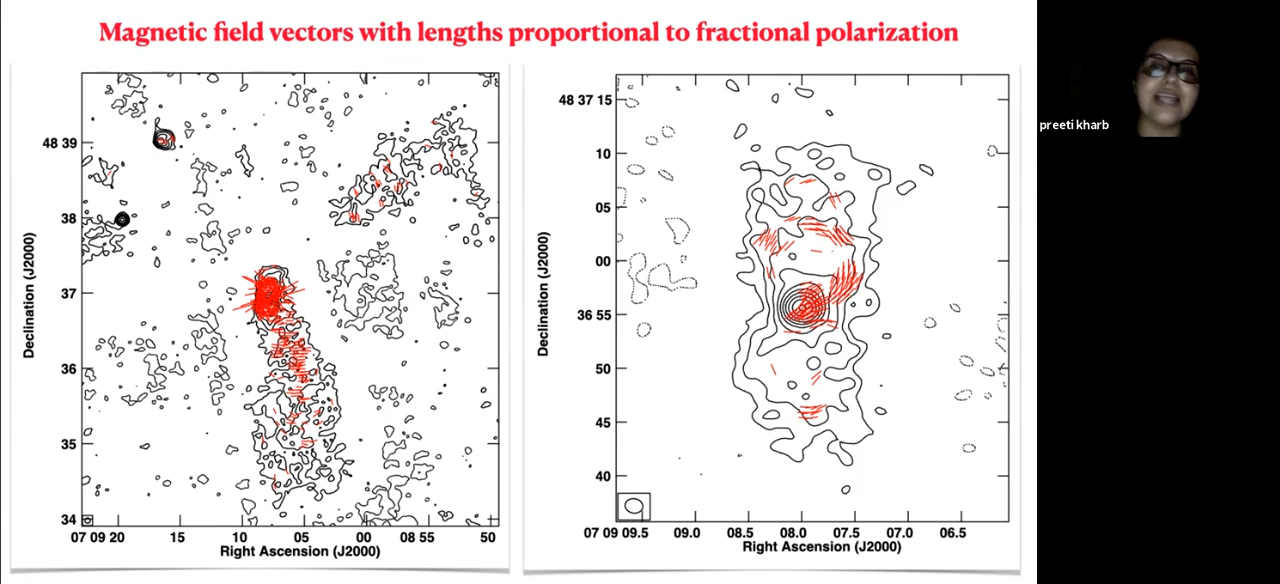 Magnetic field vectors with lengths proportional to fractional polarization
48 39
38
37
36
35
34
Declination (J2000)
07 09 20 15 10 05 00 08 55 50
Right Ascension (J2000)
48 37 15
10
05
00
36 55
50
45
40
Declination (J2000)
07 09 09.5 09.0 08.5 08.0 07.5 07.0 06.5
Right Ascension (J2000)
preeti kharb